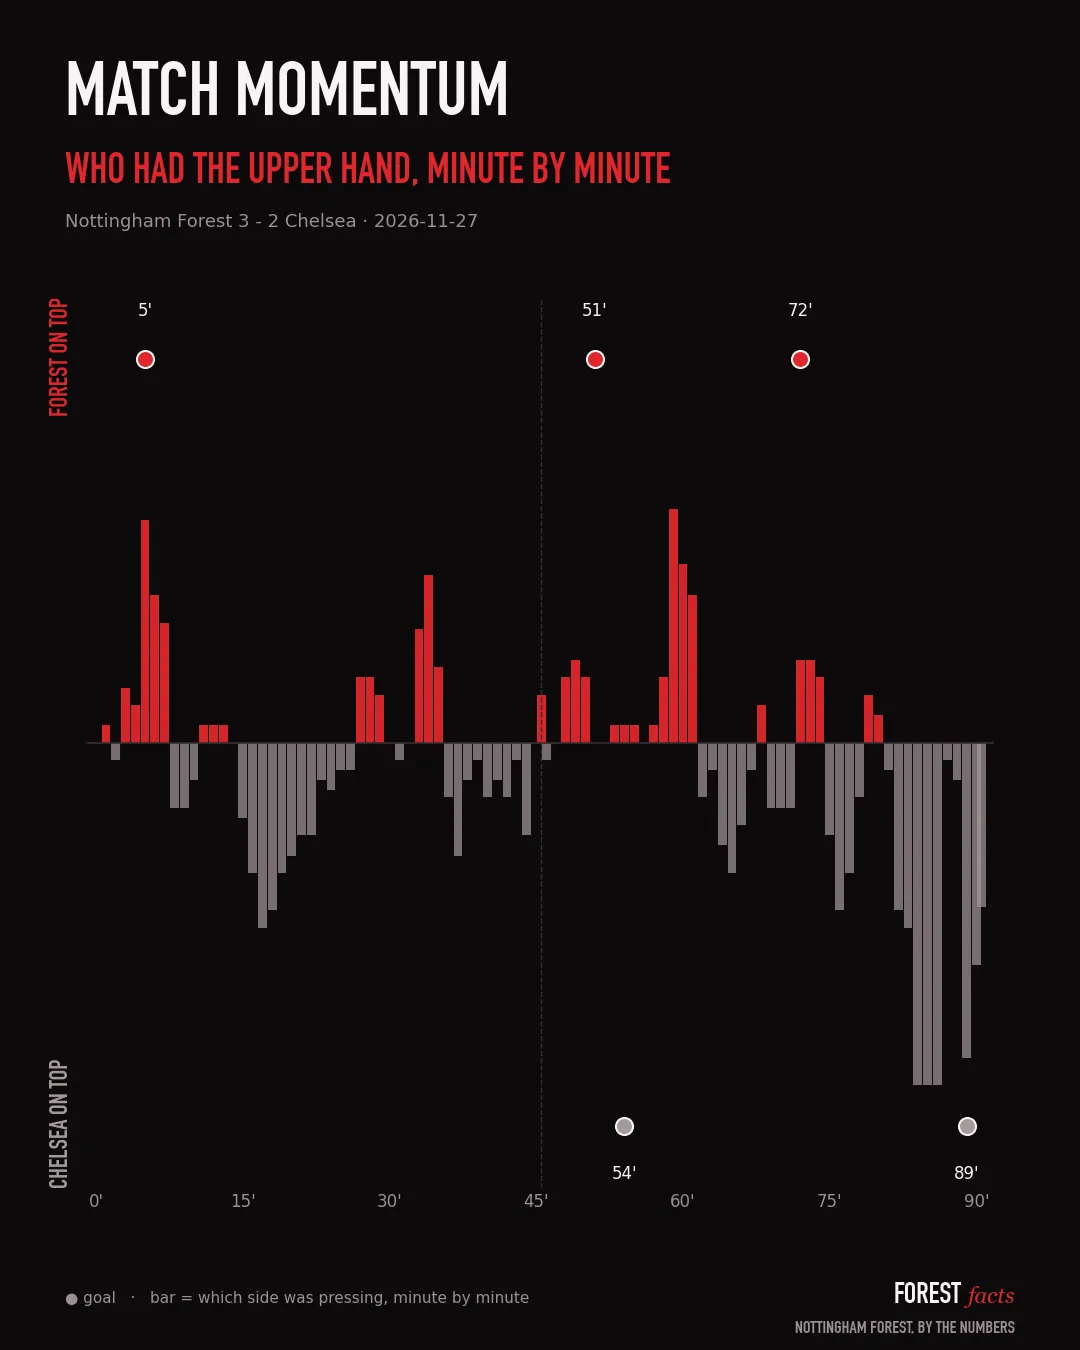 MATCH MOMENTUM
WHO HAD THE UPPER HAND, MINUTE BY MINUTE
Nottingham Forest 3 - 2 Chelsea · 2026-11-27
FOREST ON TOP
5'
51'
72'
CHELSEA ON TOP
54'
89'
0'
15'
30'
45'
60'
75'
90'
● goal · bar = which side was pressing, minute by minute
FOREST facts
NOTTINGHAM FOREST, BY THE NUMBERS